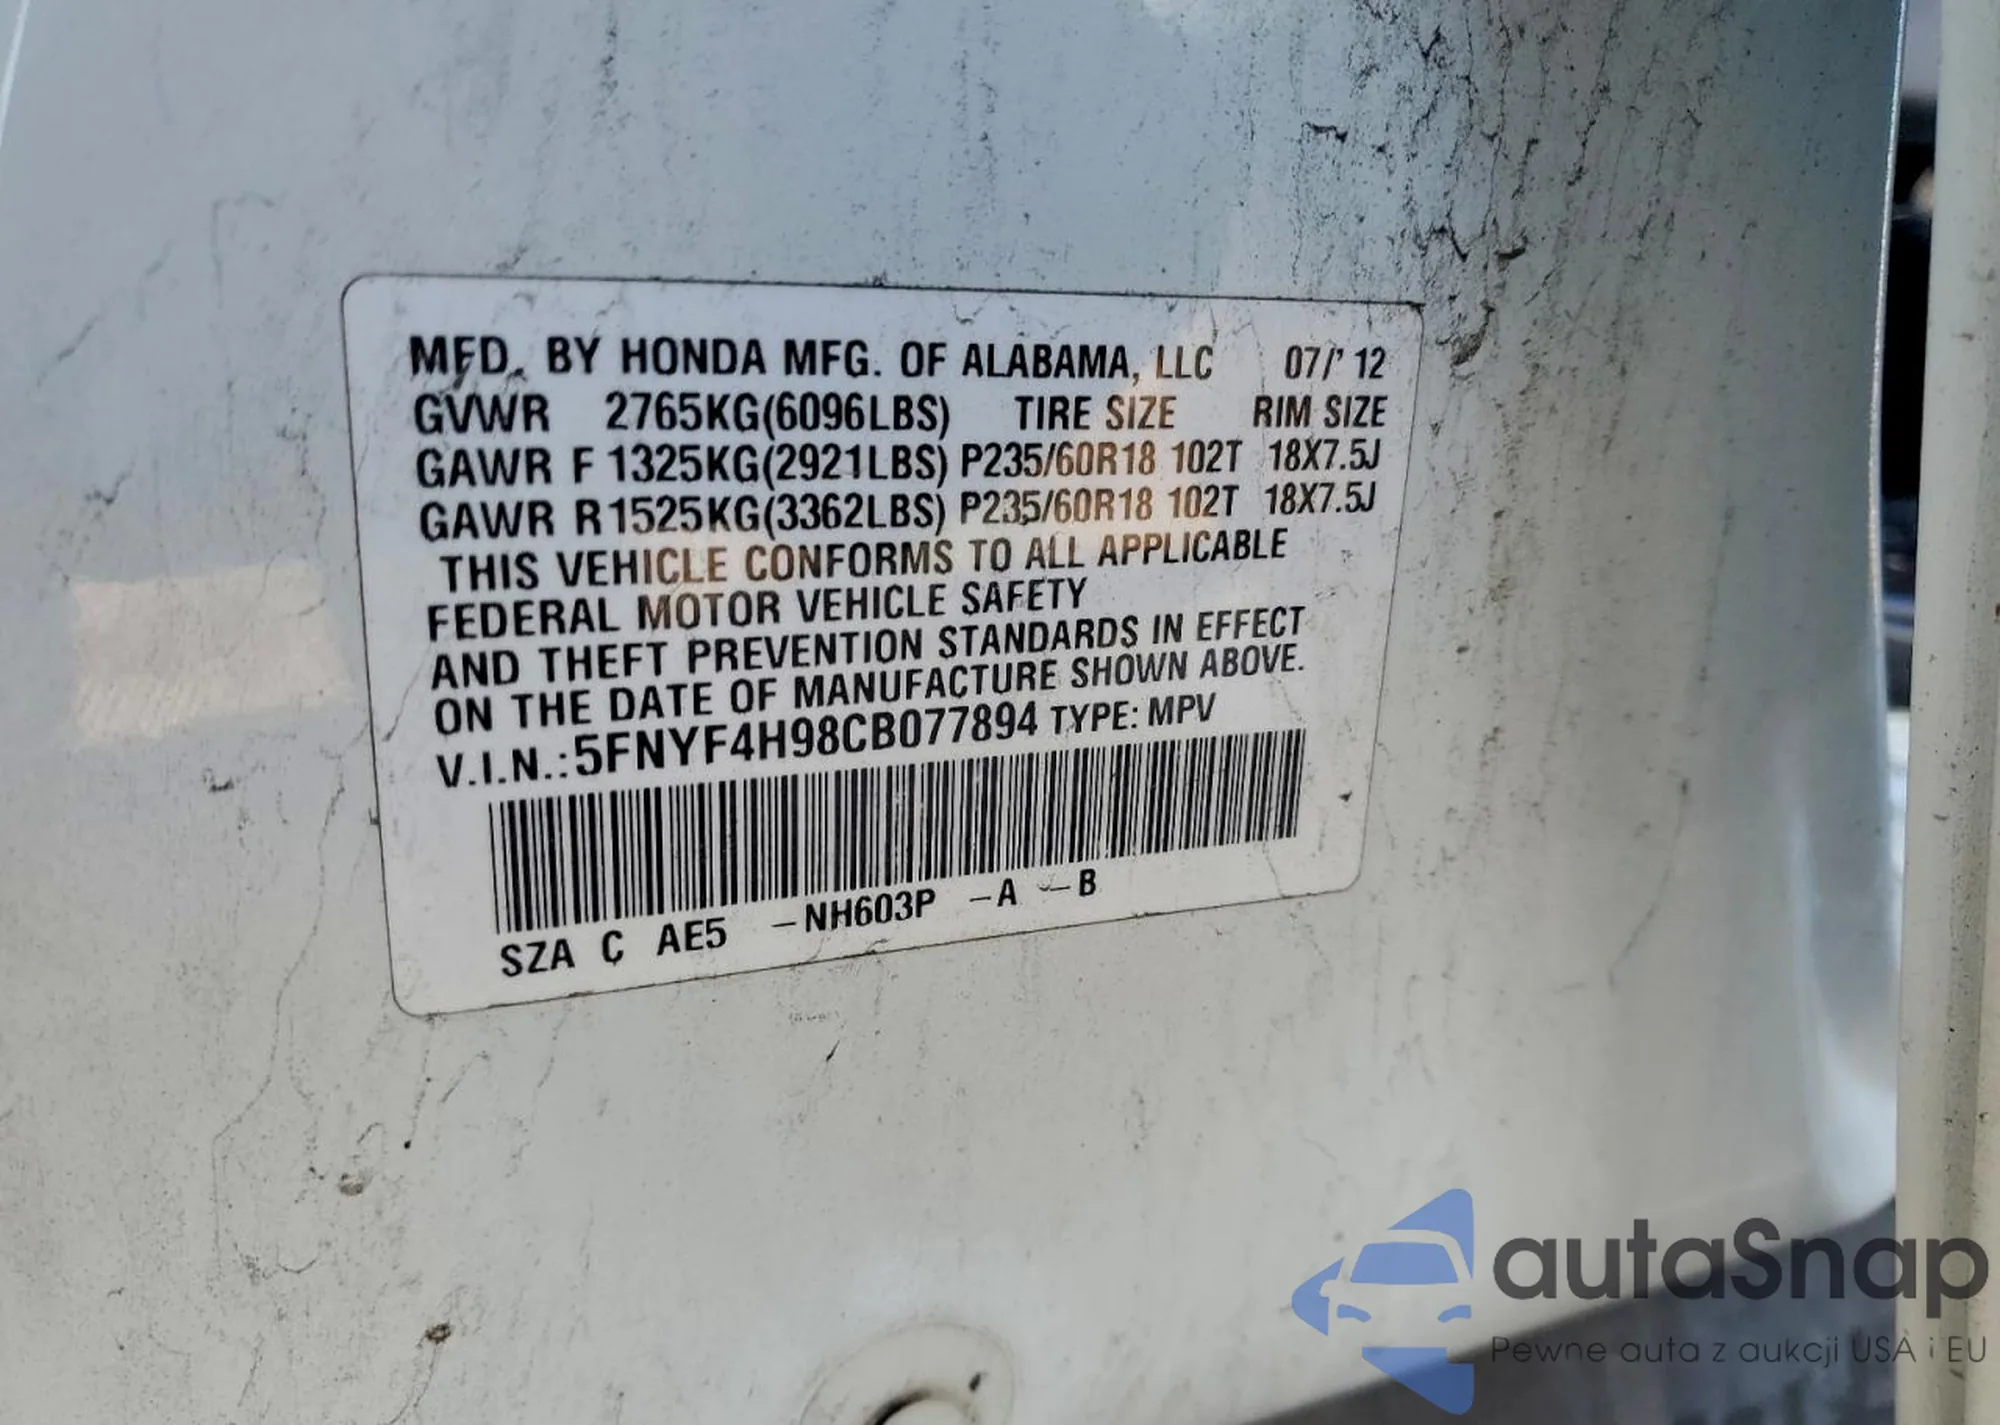 MFD. BY HONDA MFG. OF ALABAMA, LLC 07/' 12
GVWR 2765KG(6096LBS) TIRE SIZE RIM SIZE
GAWR F 1325KG(2921LBS) P235/60R18 102T 18X7.5J
GAWR R 1525KG(3362LBS) P235/60R18 102T 18X7.5J
THIS VEHICLE CONFORMS TO ALL APPLICABLE
FEDERAL MOTOR VEHICLE SAFETY
AND THEFT PREVENTION STANDARDS IN EFFECT
ON THE DATE OF MANUFACTURE SHOWN ABOVE.
V.I.N.:5FNYF4H98CB077894 TYPE: MPV
SZA C AE5 -NH603P -A -B
autaSnap
Pewne auta z aukcji USA i EU